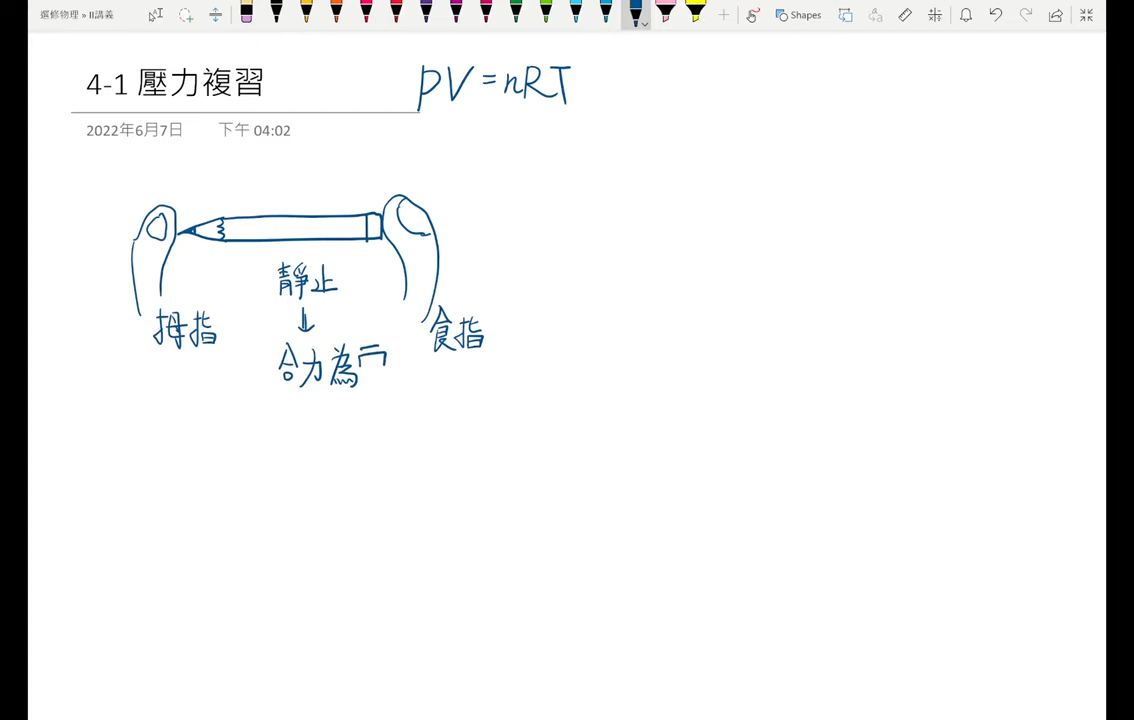 選修物理 » II講義
Shapes
4-1 壓力複習
PV=nRT
2022年6月7日 下午 04:02
靜止
拇指
食指
合力為